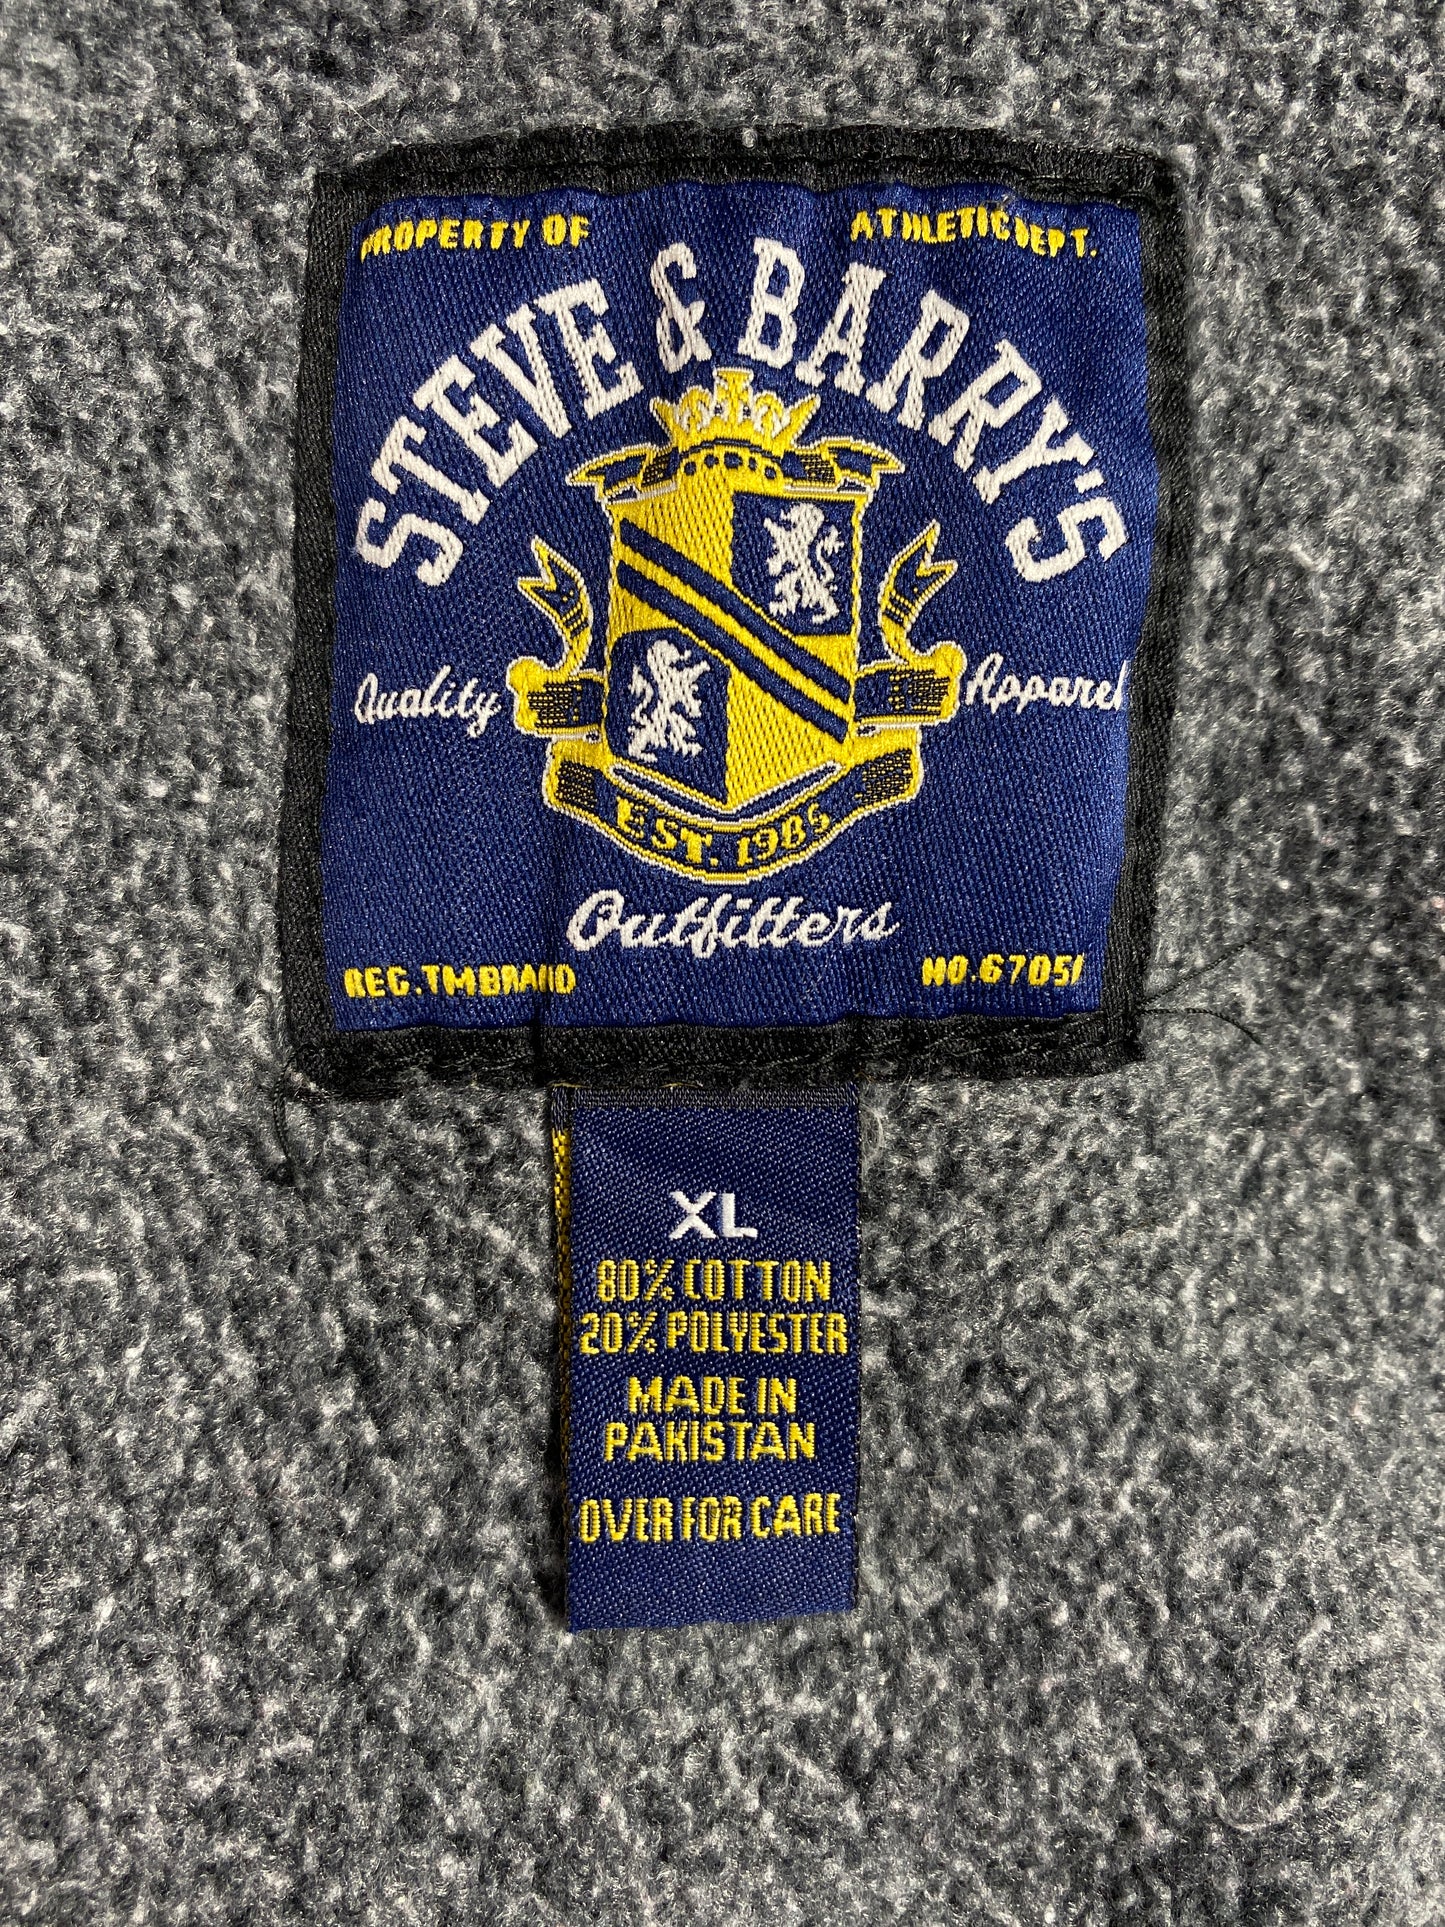 PROPERTY OF ATHLETIC DEPT.
STEVE & BARRY'S
Quality Apparel
EST. 1985
Outfitters
REG. TM BRAND NO. 67051
XL
80% COTTON
20% POLYESTER
MADE IN
PAKISTAN
OVER FOR CARE